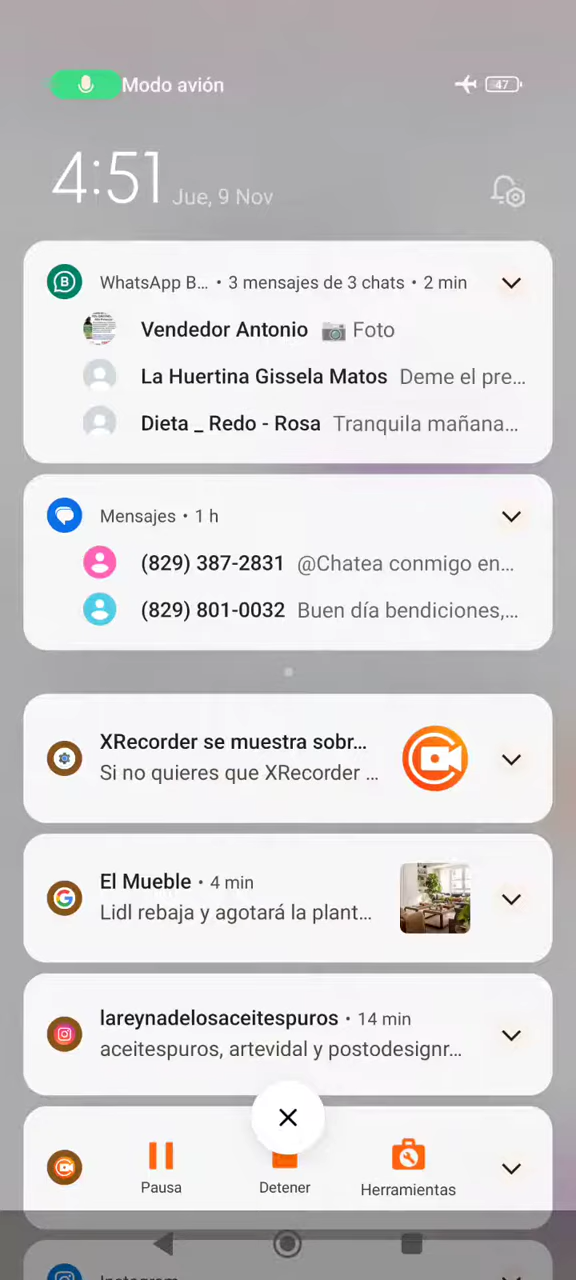 Modo avión 47
4:51 Jue, 9 Nov
WhatsApp B... • 3 mensajes de 3 chats • 2 min
Vendedor Antonio 📷 Foto
La Huertina Gissela Matos Deme el pre...
Dieta _ Redo - Rosa Tranquila mañana...
Mensajes • 1 h
(829) 387-2831 @Chatea conmigo en...
(829) 801-0032 Buen día bendiciones,...
XRecorder se muestra sobr...
Si no quieres que XRecorder ...
El Mueble • 4 min
Lidl rebaja y agotará la plant...
lareynadelosaceitespuros • 14 min
aceitespuros, artevidal y postodesignr...
Pausa Detener Herramientas
Instagram